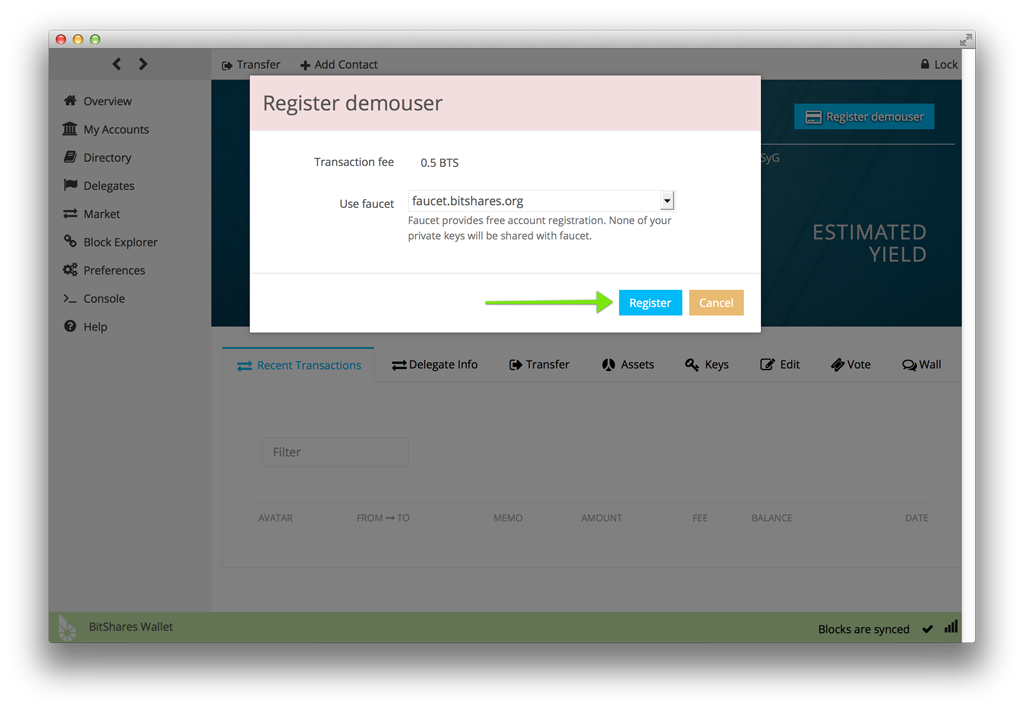 Transfer
Add Contact
Lock
Overview
My Accounts
Directory
Delegates
Market
Block Explorer
Preferences
Console
Help
Register demouser
SyG
ESTIMATED
YIELD
Register demouser
Transaction fee 0.5 BTS
Use faucet faucet.bitshares.org
Faucet provides free account registration. None of your
private keys will be shared with faucet.
Register Cancel
Recent Transactions Delegate Info Transfer Assets Keys Edit Vote Wall
Filter
AVATAR FROM TO MEMO AMOUNT FEE BALANCE DATE
BitShares Wallet
Blocks are synced